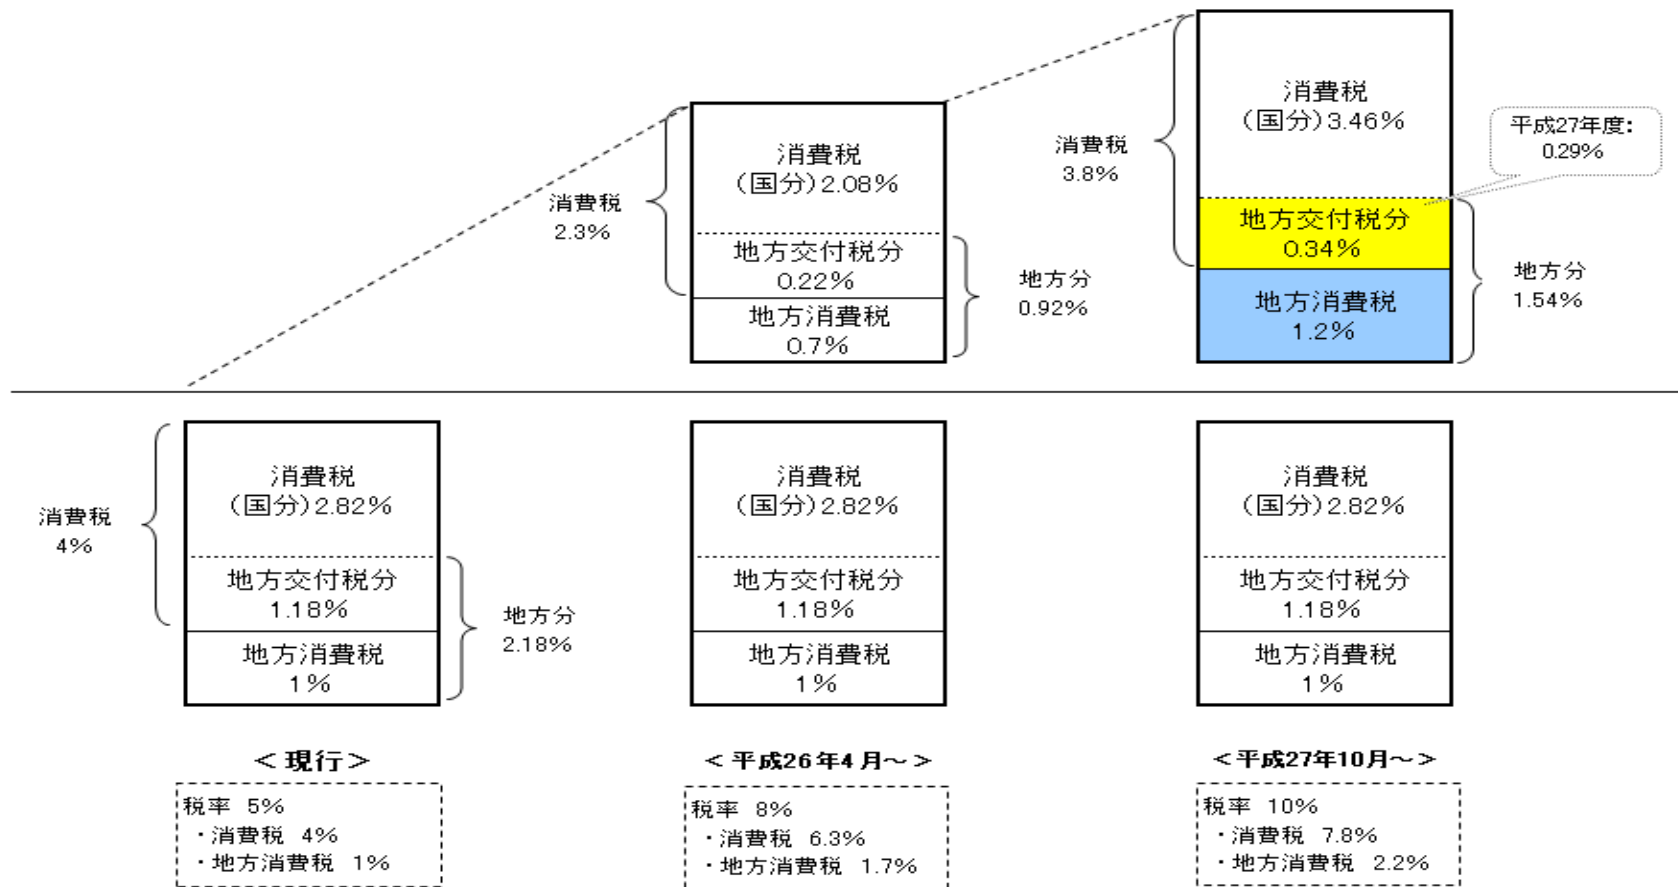 消費税
（国分）3.46%
平成27年度：
0.29%
消費税
3.8%
地方交付税分
0.34%
地方消費税
1.2%
地方分
1.54%
消費税
（国分）2.08%
消費税
2.3%
地方交付税分
0.22%
地方消費税
0.7%
地方分
0.92%
消費税
（国分）2.82%
消費税
4%
地方交付税分
1.18%
地方消費税
1%
地方分
2.18%
消費税
（国分）2.82%
地方交付税分
1.18%
地方消費税
1%
消費税
（国分）2.82%
地方交付税分
1.18%
地方消費税
1%
＜現行＞
税率 5%
・消費税 4%
・地方消費税 1%
＜平成26年4月～＞
税率 8%
・消費税 6.3%
・地方消費税 1.7%
＜平成27年10月～＞
税率 10%
・消費税 7.8%
・地方消費税 2.2%